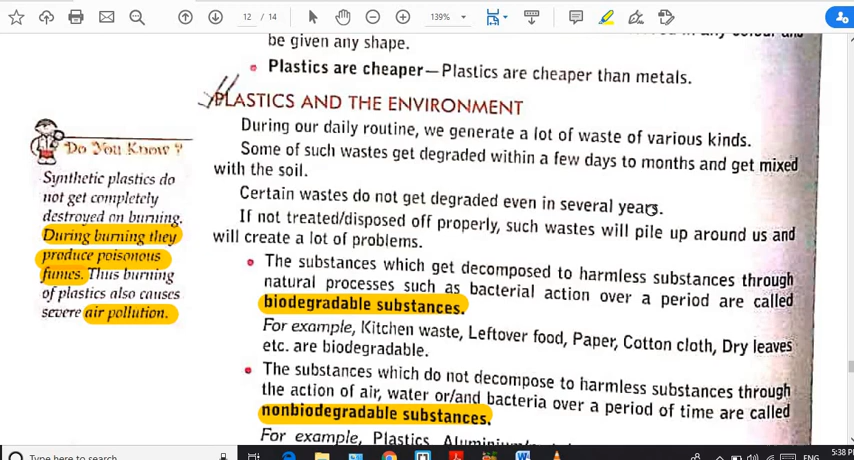 12 / 14
139%
be given any shape.
• Plastics are cheaper—Plastics are cheaper than metals.
PLASTICS AND THE ENVIRONMENT
During our daily routine, we generate a lot of waste of various kinds.
Some of such wastes get degraded within a few days to months and get mixed
with the soil.
Certain wastes do not get degraded even in several years.
If not treated/disposed off properly, such wastes will pile up around us and
will create a lot of problems.
• The substances which get decomposed to harmless substances through
natural processes such as bacterial action over a period are called
biodegradable substances.
For example, Kitchen waste, Leftover food, Paper, Cotton cloth, Dry leaves
etc. are biodegradable.
• The substances which do not decompose to harmless substances through
the action of air, water or/and bacteria over a period of time are called
nonbiodegradable substances.
For example, Plastics, Aluminium
Do You Know ?
Synthetic plastics do
not get completely
destroyed on burning.
During burning they
produce poisonous
fumes. Thus burning
of plastics also causes
severe air pollution.
Type here to search
ENG
5:38 P